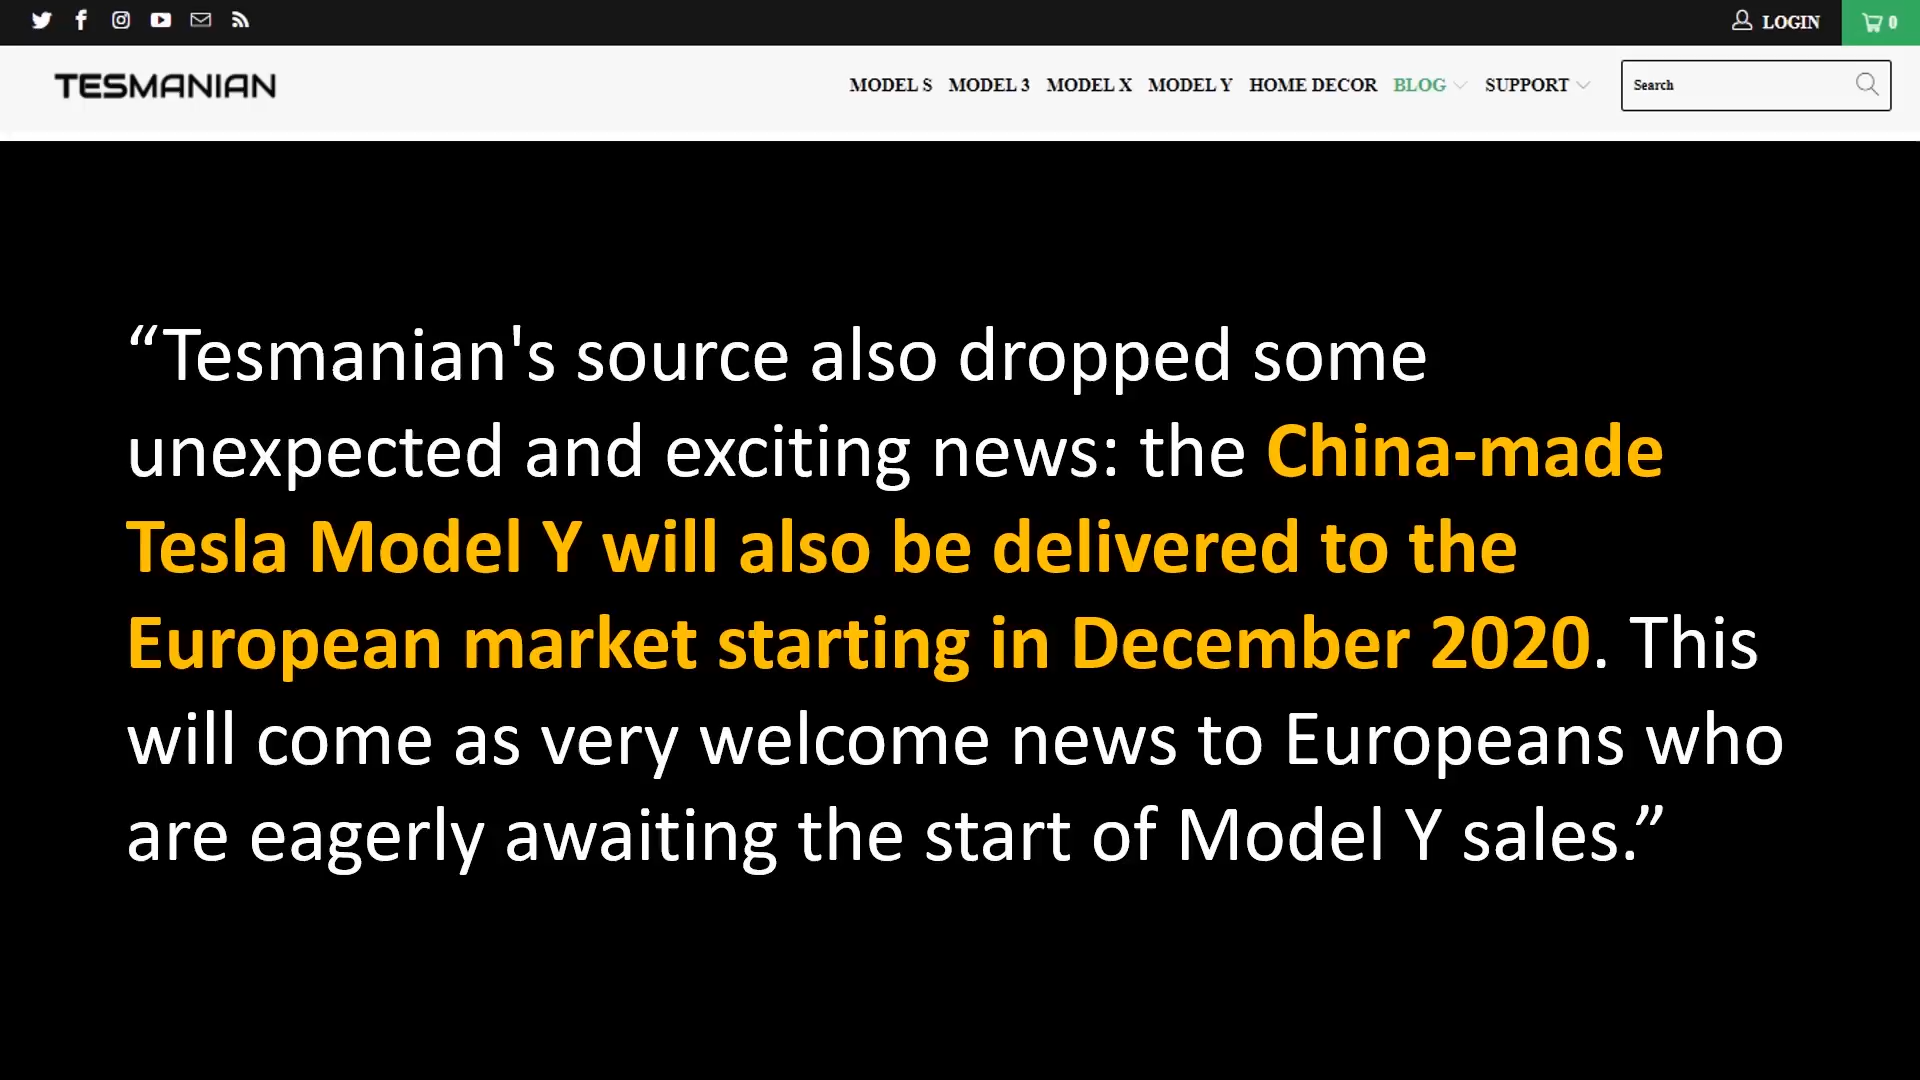 LOGIN
0
TESMANIAN
MODEL S MODEL 3 MODEL X MODEL Y HOME DECOR BLOG SUPPORT
Search
“Tesmanian's source also dropped some
unexpected and exciting news: the China-made
Tesla Model Y will also be delivered to the
European market starting in December 2020. This
will come as very welcome news to Europeans who
are eagerly awaiting the start of Model Y sales.”